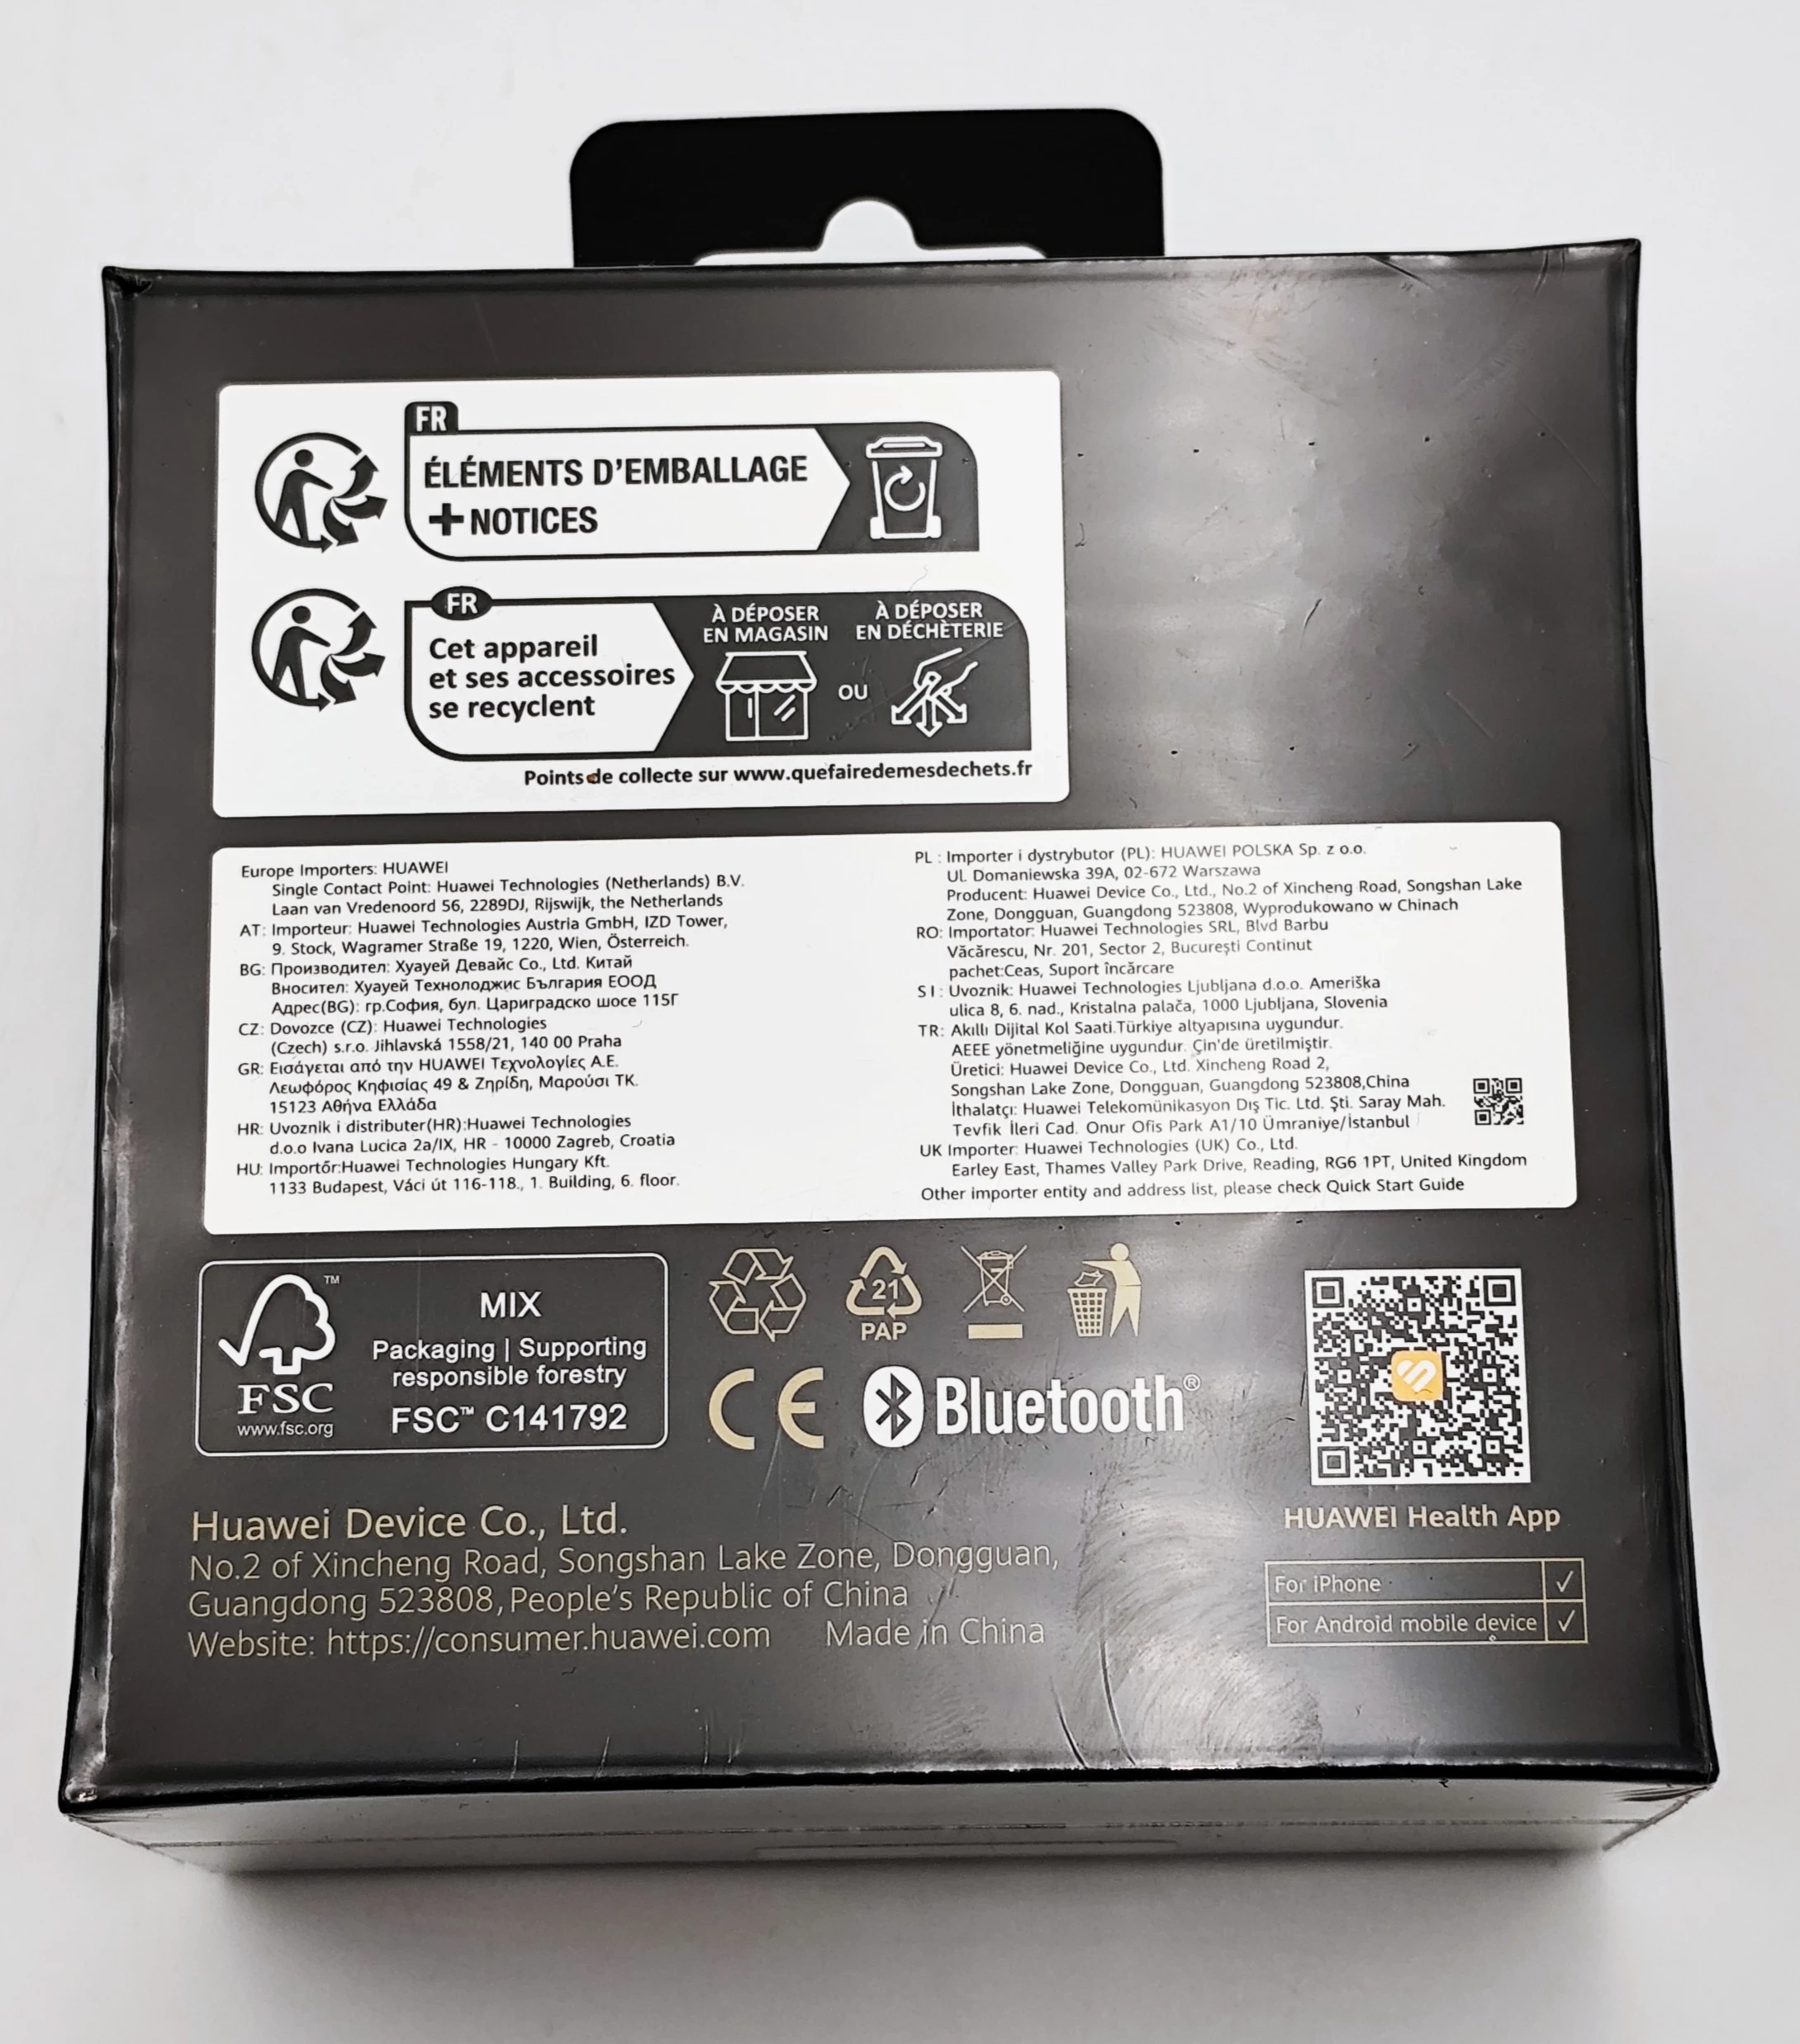 FR
ÉLÉMENTS D'EMBALLAGE
+ NOTICES
FR
Cet appareil
et ses accessoires
se recyclent
À DÉPOSER
EN MAGASIN
OU
À DÉPOSER
EN DÉCHÈTERIE
Points de collecte sur www.quefairedemesdechets.fr
Europe Importers: HUAWEI
Single Contact Point: Huawei Technologies (Netherlands) B.V.
Laan van Vredenoord 56, 2289DJ, Rijswijk, the Netherlands
AT: Importeur: Huawei Technologies Austria GmbH, IZD Tower,
9. Stock, Wagramer Straße 19, 1220, Wien, Österreich.
BG: Производител: Хуауей Девайс Co., Ltd. Китай
Вносител: Хуауей Технолоджис България ЕООД
Адрес(BG): гр.София, бул. Цариградско шосе 115Г
CZ: Dovozce (CZ): Huawei Technologies
(Czech) s.r.o. Jihlavská 1558/21, 140 00 Praha
GR: Εισάγεται από την HUAWEI Τεχνολογίες Α.Ε.
Λεωφόρος Κηφισίας 49 & Ζηρίδη, Μαρούσι ΤΚ.
15123 Αθήνα Ελλάδα
HR: Uvoznik i distributer(HR):Huawei Technologies
d.o.o Ivana Lucica 2a/IX, HR - 10000 Zagreb, Croatia
HU: Importőr:Huawei Technologies Hungary Kft.
1133 Budapest, Váci út 116-118., 1. Building, 6. floor.
PL : Importer i dystrybutor (PL): HUAWEI POLSKA Sp. z o.o.
Ul. Domaniewska 39A, 02-672 Warszawa
Producent: Huawei Device Co., Ltd., No.2 of Xincheng Road, Songshan Lake
Zone, Dongguan, Guangdong 523808, Wyprodukowano w Chinach
RO: Importator: Huawei Technologies SRL, Blvd Barbu
Văcărescu, Nr. 201, Sector 2, București Continut
pachet:Ceas, Suport încărcare
SI : Uvoznik: Huawei Technologies Ljubljana d.o.o. Ameriška
ulica 8, 6. nad., Kristalna palača, 1000 Ljubljana, Slovenia
TR: Akıllı Dijital Kol Saati.Türkiye altyapısına uygundur.
AEEE yönetmeliğine uygundur. Çin'de üretilmiştir.
Üretici: Huawei Device Co., Ltd. Xincheng Road 2,
Songshan Lake Zone, Dongguan, Guangdong 523808,China
İthalatçı: Huawei Telekomünikasyon Dış Tic. Ltd. Şti. Saray Mah.
Tevfik İleri Cad. Onur Ofis Park A1/10 Ümraniye/İstanbul
UK Importer: Huawei Technologies (UK) Co., Ltd.
Earley East, Thames Valley Park Drive, Reading, RG6 1PT, United Kingdom
Other importer entity and address list, please check Quick Start Guide
FSC
www.fsc.org
™
MIX
Packaging | Supporting
responsible forestry
FSC™ C141792
21
PAP
CE
Bluetooth®
HUAWEI Health App
For iPhone ✓
For Android mobile device ✓
Huawei Device Co., Ltd.
No.2 of Xincheng Road, Songshan Lake Zone, Dongguan,
Guangdong 523808, People's Republic of China
Website: https://consumer.huawei.com Made in China